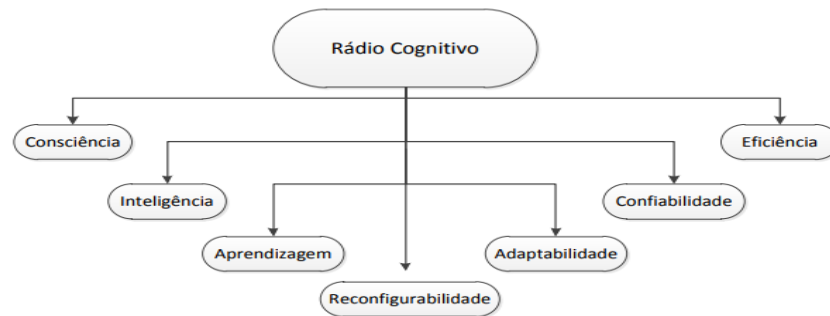 Rádio Cognitivo
Consciência
Eficiência
Inteligência
Confiabilidade
Aprendizagem
Adaptabilidade
Reconfigurabilidade